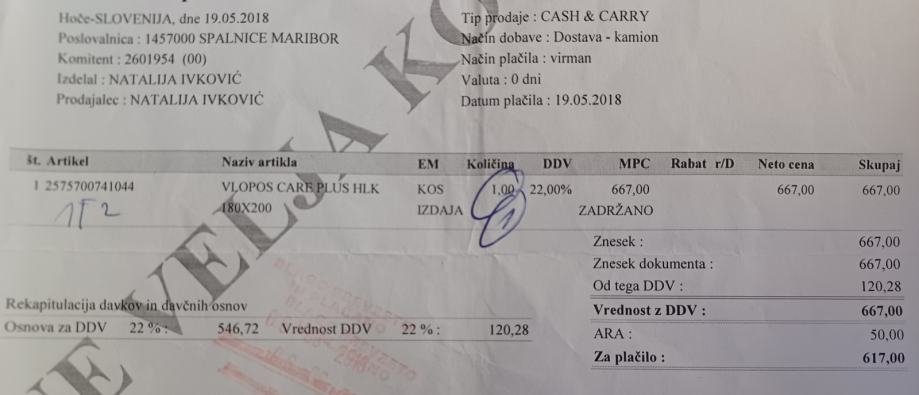 Hoče-SLOVENIJA, dne 19.05.2018
Poslovalnica : 1457000 SPALNICE MARIBOR
Komitent : 2601954 (00)
Izdelal : NATALIJA IVKOVIĆ
Prodajalec : NATALIJA IVKOVIĆ
Tip prodaje : CASH & CARRY
Način dobave : Dostava - kamion
Način plačila : virman
Valuta : 0 dni
Datum plačila : 19.05.2018
št. Artikel Naziv artikla EM Količina DDV MPC Rabat r/D Neto cena Skupaj
1 2575700741044 VLOPOS CARE PLUS HLK KOS 1,00 22,00% 667,00 667,00 667,00
180X200 IZDAJA ZADRŽANO
Znesek : 667,00
Znesek dokumenta : 667,00
Od tega DDV : 120,28
Vrednost z DDV : 667,00
ARA : 50,00
Za plačilo : 617,00
Rekapitulacija davkov in davčnih osnov
Osnova za DDV 22 % : 546,72 Vrednost DDV 22 % : 120,28
NE VELJA KO